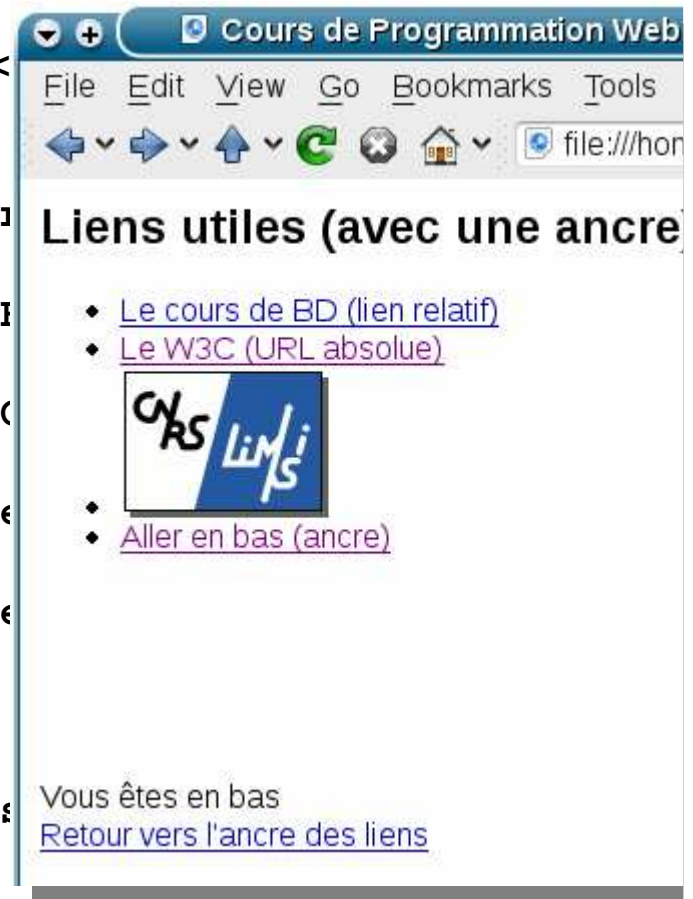 Cours de Programmation Web
File Edit View Go Bookmarks Tools
file:///hor
Liens utiles (avec une ancre)
Le cours de BD (lien relatif)
Le W3C (URL absolue)
CNRS LiMSi
Aller en bas (ancre)
Vous êtes en bas
Retour vers l'ancre des liens